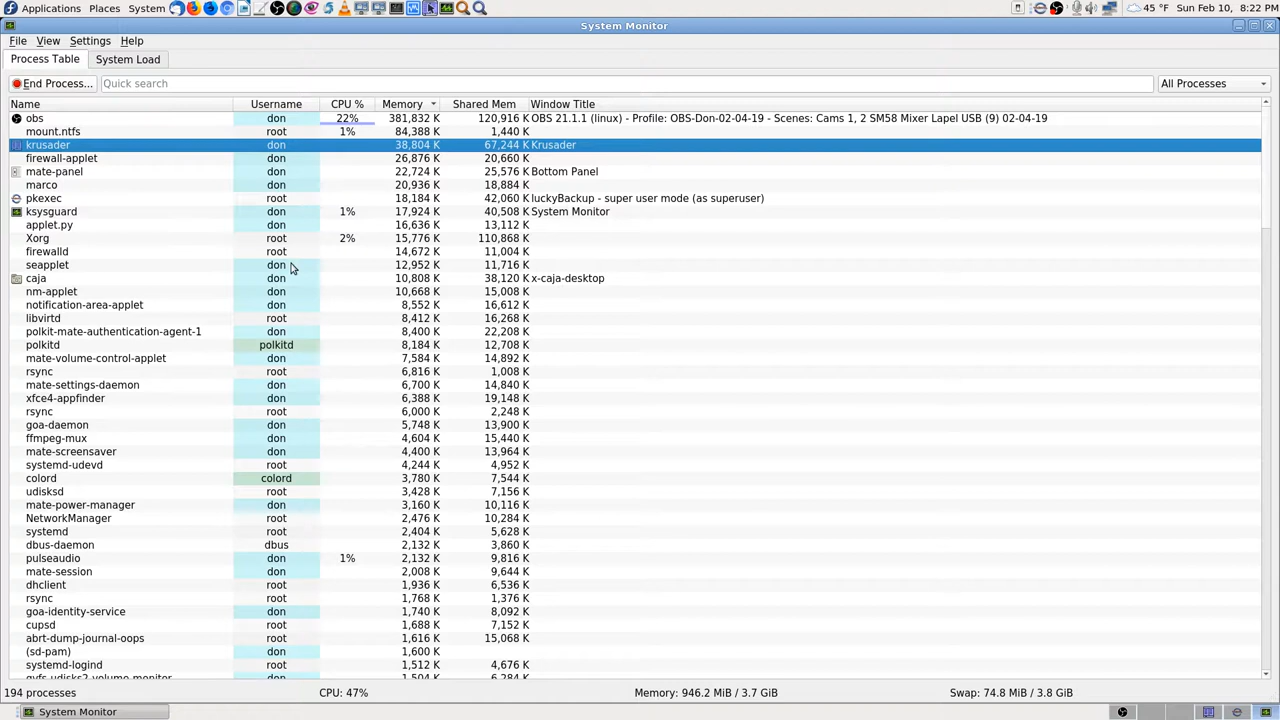 Applications Places System 45 °F Sun Feb 10, 8:22 PM
System Monitor
File View Settings Help
Process Table System Load
End Process... Quick search All Processes
Name Username CPU % Memory Shared Mem Window Title
obs don 22% 381,832 K 120,916 K OBS 21.1.1 (linux) - Profile: OBS-Don-02-04-19 - Scenes: Cams 1, 2 SM58 Mixer Lapel USB (9) 02-04-19
mount.ntfs root 1% 84,388 K 1,440 K
krusader don 38,804 K 67,244 K Krusader
firewall-applet don 26,876 K 20,660 K
mate-panel don 22,724 K 25,576 K Bottom Panel
marco don 20,936 K 18,884 K
pkexec root 18,184 K 42,060 K luckyBackup - super user mode (as superuser)
ksysguard don 1% 17,924 K 40,508 K System Monitor
applet.py don 16,636 K 13,112 K
Xorg root 2% 15,776 K 110,868 K
firewalld root 14,672 K 11,004 K
seapplet don 12,952 K 11,716 K
caja don 10,808 K 38,120 K x-caja-desktop
nm-applet don 10,668 K 15,008 K
notification-area-applet don 8,552 K 16,612 K
libvirtd root 8,412 K 16,268 K
polkit-mate-authentication-agent-1 don 8,400 K 22,208 K
polkitd polkitd 8,184 K 12,708 K
mate-volume-control-applet don 7,584 K 14,892 K
rsync root 6,816 K 1,008 K
mate-settings-daemon don 6,700 K 14,840 K
xfce4-appfinder don 6,388 K 19,148 K
rsync root 6,000 K 2,248 K
goa-daemon don 5,748 K 13,900 K
ffmpeg-mux don 4,604 K 15,440 K
mate-screensaver don 4,400 K 13,964 K
systemd-udevd root 4,244 K 4,952 K
colord colord 3,780 K 7,544 K
udisksd root 3,428 K 7,156 K
mate-power-manager don 3,160 K 10,116 K
NetworkManager root 2,476 K 10,284 K
systemd root 2,404 K 5,628 K
dbus-daemon dbus 2,132 K 3,860 K
pulseaudio don 1% 2,132 K 9,816 K
mate-session don 2,008 K 9,644 K
dhclient root 1,936 K 6,536 K
rsync root 1,768 K 1,376 K
goa-identity-service don 1,740 K 8,092 K
cupsd root 1,688 K 7,152 K
abrt-dump-journal-oops root 1,616 K 15,068 K
(sd-pam) don 1,600 K
systemd-logind root 1,512 K 4,676 K
gvfs-udisks2-volume-monitor don 1,504 K 6,284 K
194 processes CPU: 47% Memory: 946.2 MiB / 3.7 GiB Swap: 74.8 MiB / 3.8 GiB
System Monitor